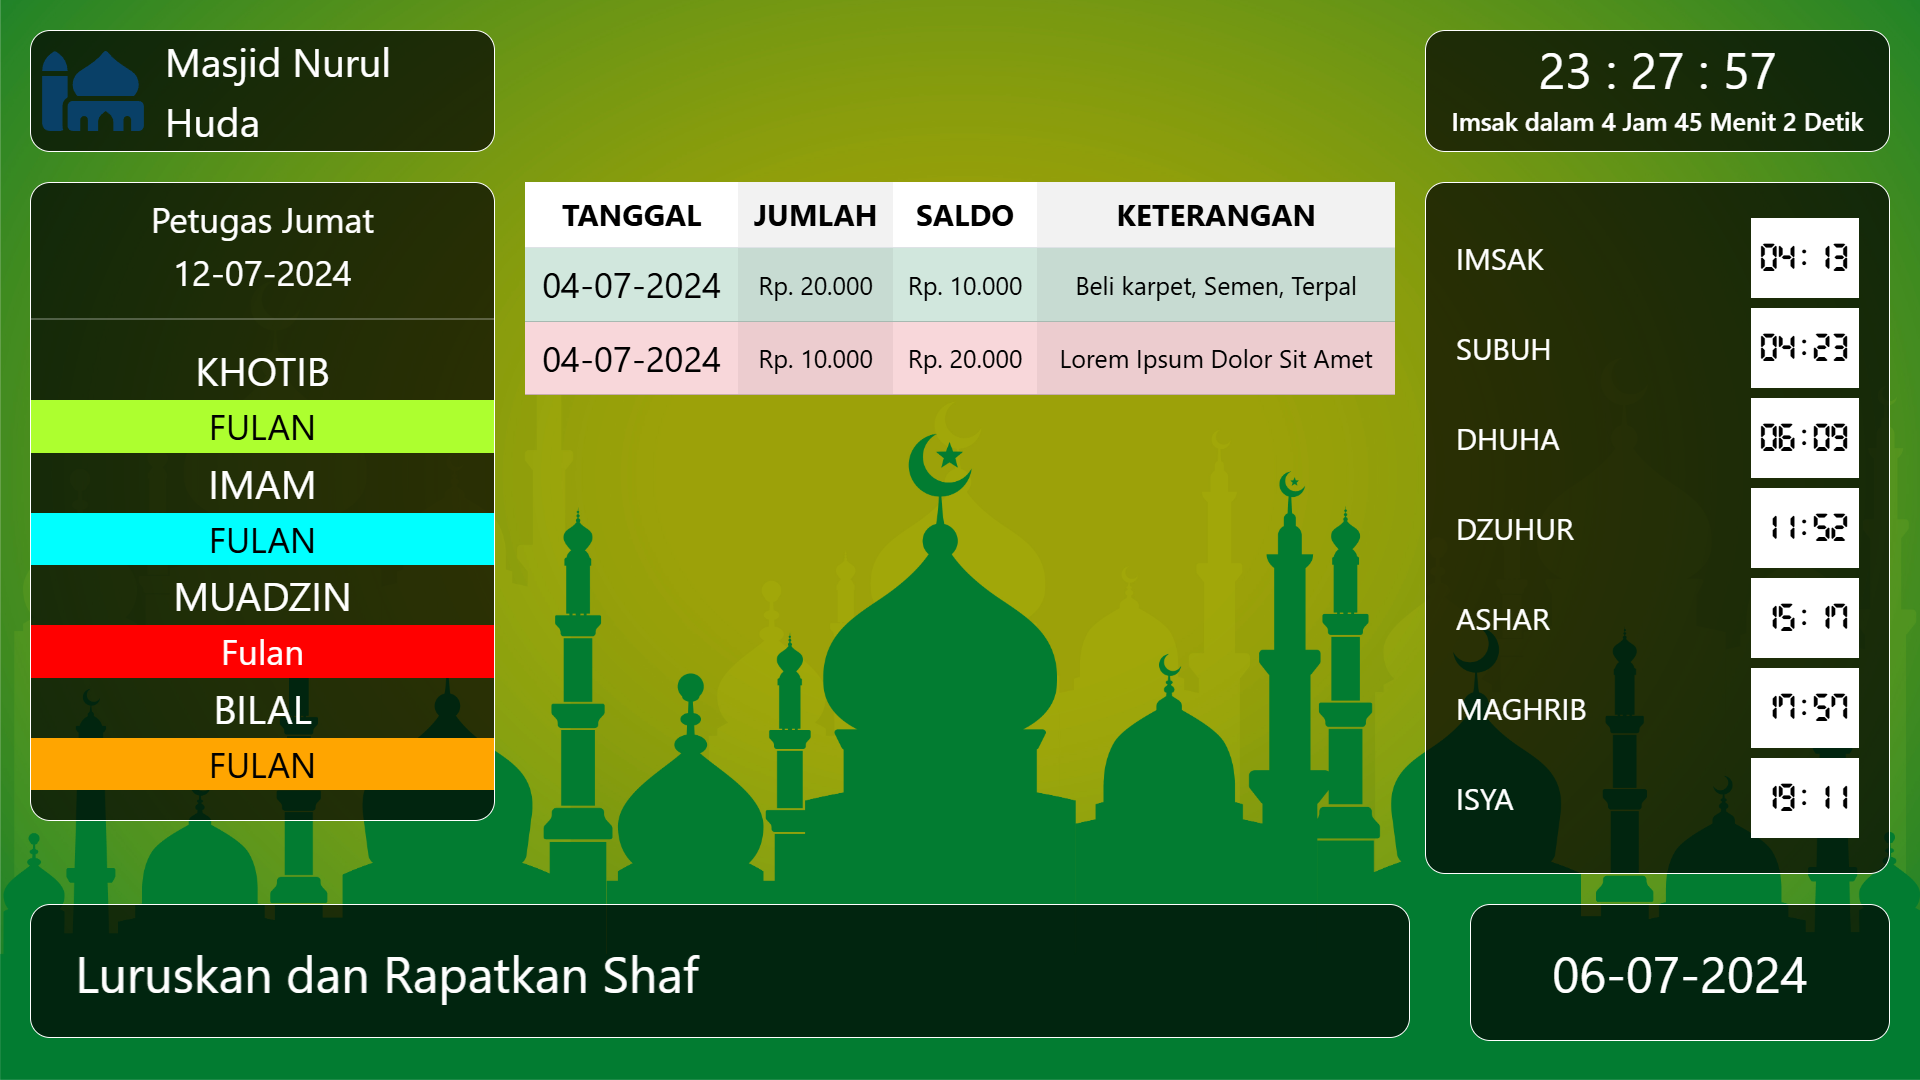 Masjid Nurul
Huda
23 : 27 : 57
Imsak dalam 4 Jam 45 Menit 2 Detik
Petugas Jumat
12-07-2024
KHOTIB
FULAN
IMAM
FULAN
MUADZIN
Fulan
BILAL
FULAN
TANGGAL JUMLAH SALDO KETERANGAN
04-07-2024 Rp. 20.000 Rp. 10.000 Beli karpet, Semen, Terpal
04-07-2024 Rp. 10.000 Rp. 20.000 Lorem Ipsum Dolor Sit Amet
IMSAK 04:13
SUBUH 04:23
DHUHA 06:09
DZUHUR 11:52
ASHAR 15:17
MAGHRIB 17:57
ISYA 19:11
Luruskan dan Rapatkan Shaf
06-07-2024